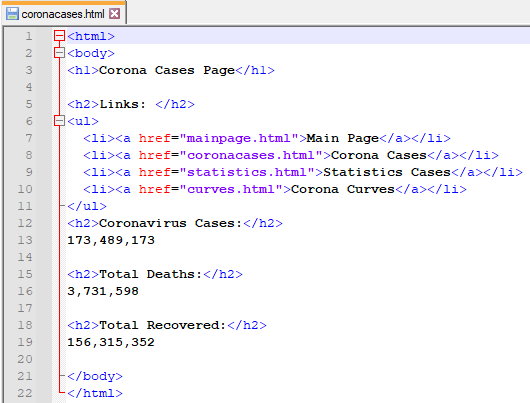 coronacases.html
1 <html>
2 <body>
3 <h1>Corona Cases Page</h1>
4
5 <h2>Links: </h2>
6 <ul>
7 <li><a href="mainpage.html">Main Page</a></li>
8 <li><a href="coronacases.html">Corona Cases</a></li>
9 <li><a href="statistics.html">Statistics Cases</a></li>
10 <li><a href="curves.html">Corona Curves</a></li>
11 </ul>
12 <h2>Coronavirus Cases:</h2>
13 173,489,173
14
15 <h2>Total Deaths:</h2>
16 3,731,598
17
18 <h2>Total Recovered:</h2>
19 156,315,352
20
21 </body>
22 </html>